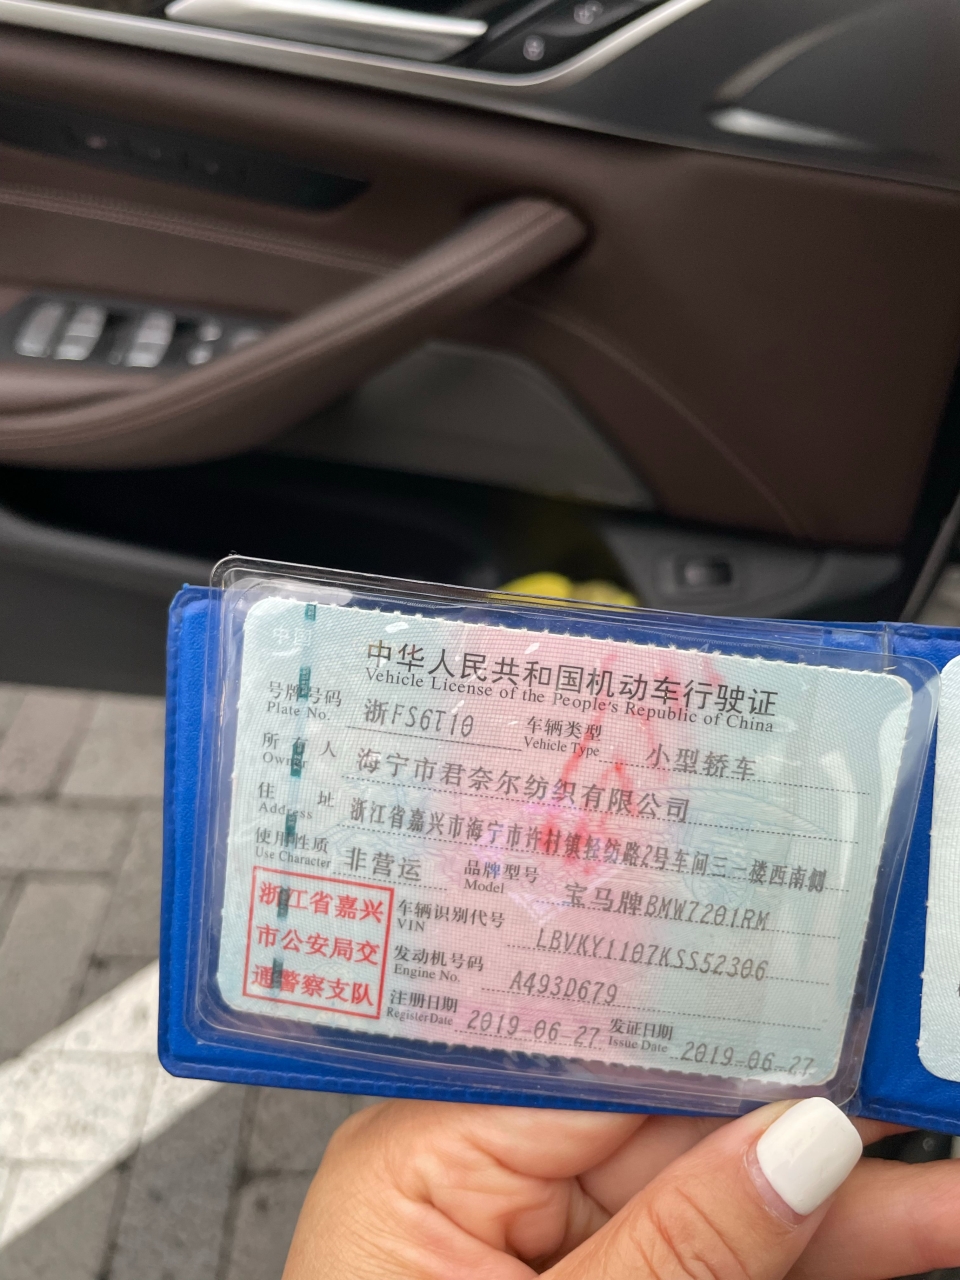 中国
中华人民共和国机动车行驶证
Vehicle License of the People's Republic of China
号牌号码 浙FS6T10 车辆类型 小型轿车
Plate No. Vehicle Type
所有人 海宁市君奈尔纺织有限公司
Owner
住址 浙江省嘉兴市海宁市许村镇轻纺路2号车间三一楼西南侧
Address
使用性质 非营运 品牌型号 宝马牌BMW7201RM
Use Character Model
浙江省嘉兴
市公安局交
通警察支队
车辆识别代号 LBVKY1107KSS52306
VIN
发动机号码 A493D679
Engine No.
注册日期 2019-06-27 发证日期 2019-06-27
Register Date Issue Date